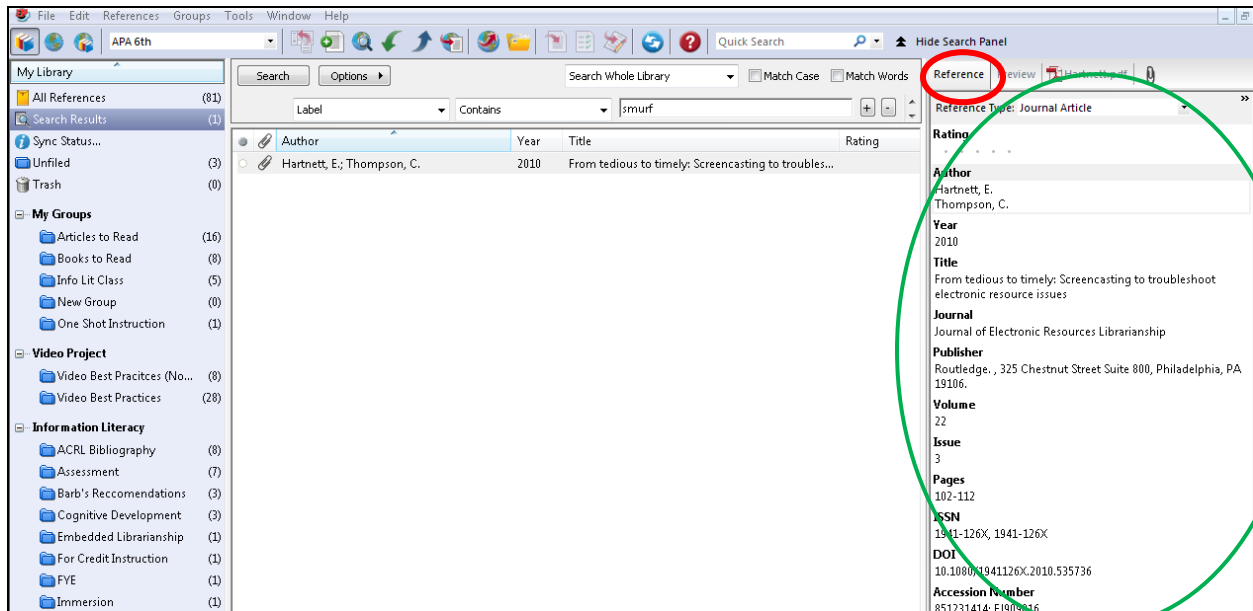 File Edit References Groups Tools Window Help
APA 6th
Quick Search
Hide Search Panel
My Library
All References (81)
Search Results (1)
Sync Status...
Unfiled (3)
Trash (0)
My Groups
Articles to Read (16)
Books to Read (8)
Info Lit Class (5)
New Group (0)
One Shot Instruction (1)
Video Project
Video Best Pracitces (No... (8)
Video Best Practices (28)
Information Literacy
ACRL Bibliography (8)
Assessment (7)
Barb's Reccomendations (3)
Cognitive Development (3)
Embedded Librarianship (1)
For Credit Instruction (1)
FYE (1)
Immersion (1)
Search Options Search Whole Library Match Case Match Words
Label Contains smurf + -
Author Year Title Rating
Hartnett, E.; Thompson, C. 2010 From tedious to timely: Screencasting to troubles...
Reference Preview Hartnett.pdf
Reference Type: Journal Article »
Rating
Author
Hartnett, E.
Thompson, C.
Year
2010
Title
From tedious to timely: Screencasting to troubleshoot
electronic resource issues
Journal
Journal of Electronic Resources Librarianship
Publisher
Routledge. , 325 Chestnut Street Suite 800, Philadelphia, PA
19106.
Volume
22
Issue
3
Pages
102-112
ISSN
1941-126X, 1941-126X
DOI
10.1080/1941126X.2010.535736
Accession Number
851231414; EJ909016